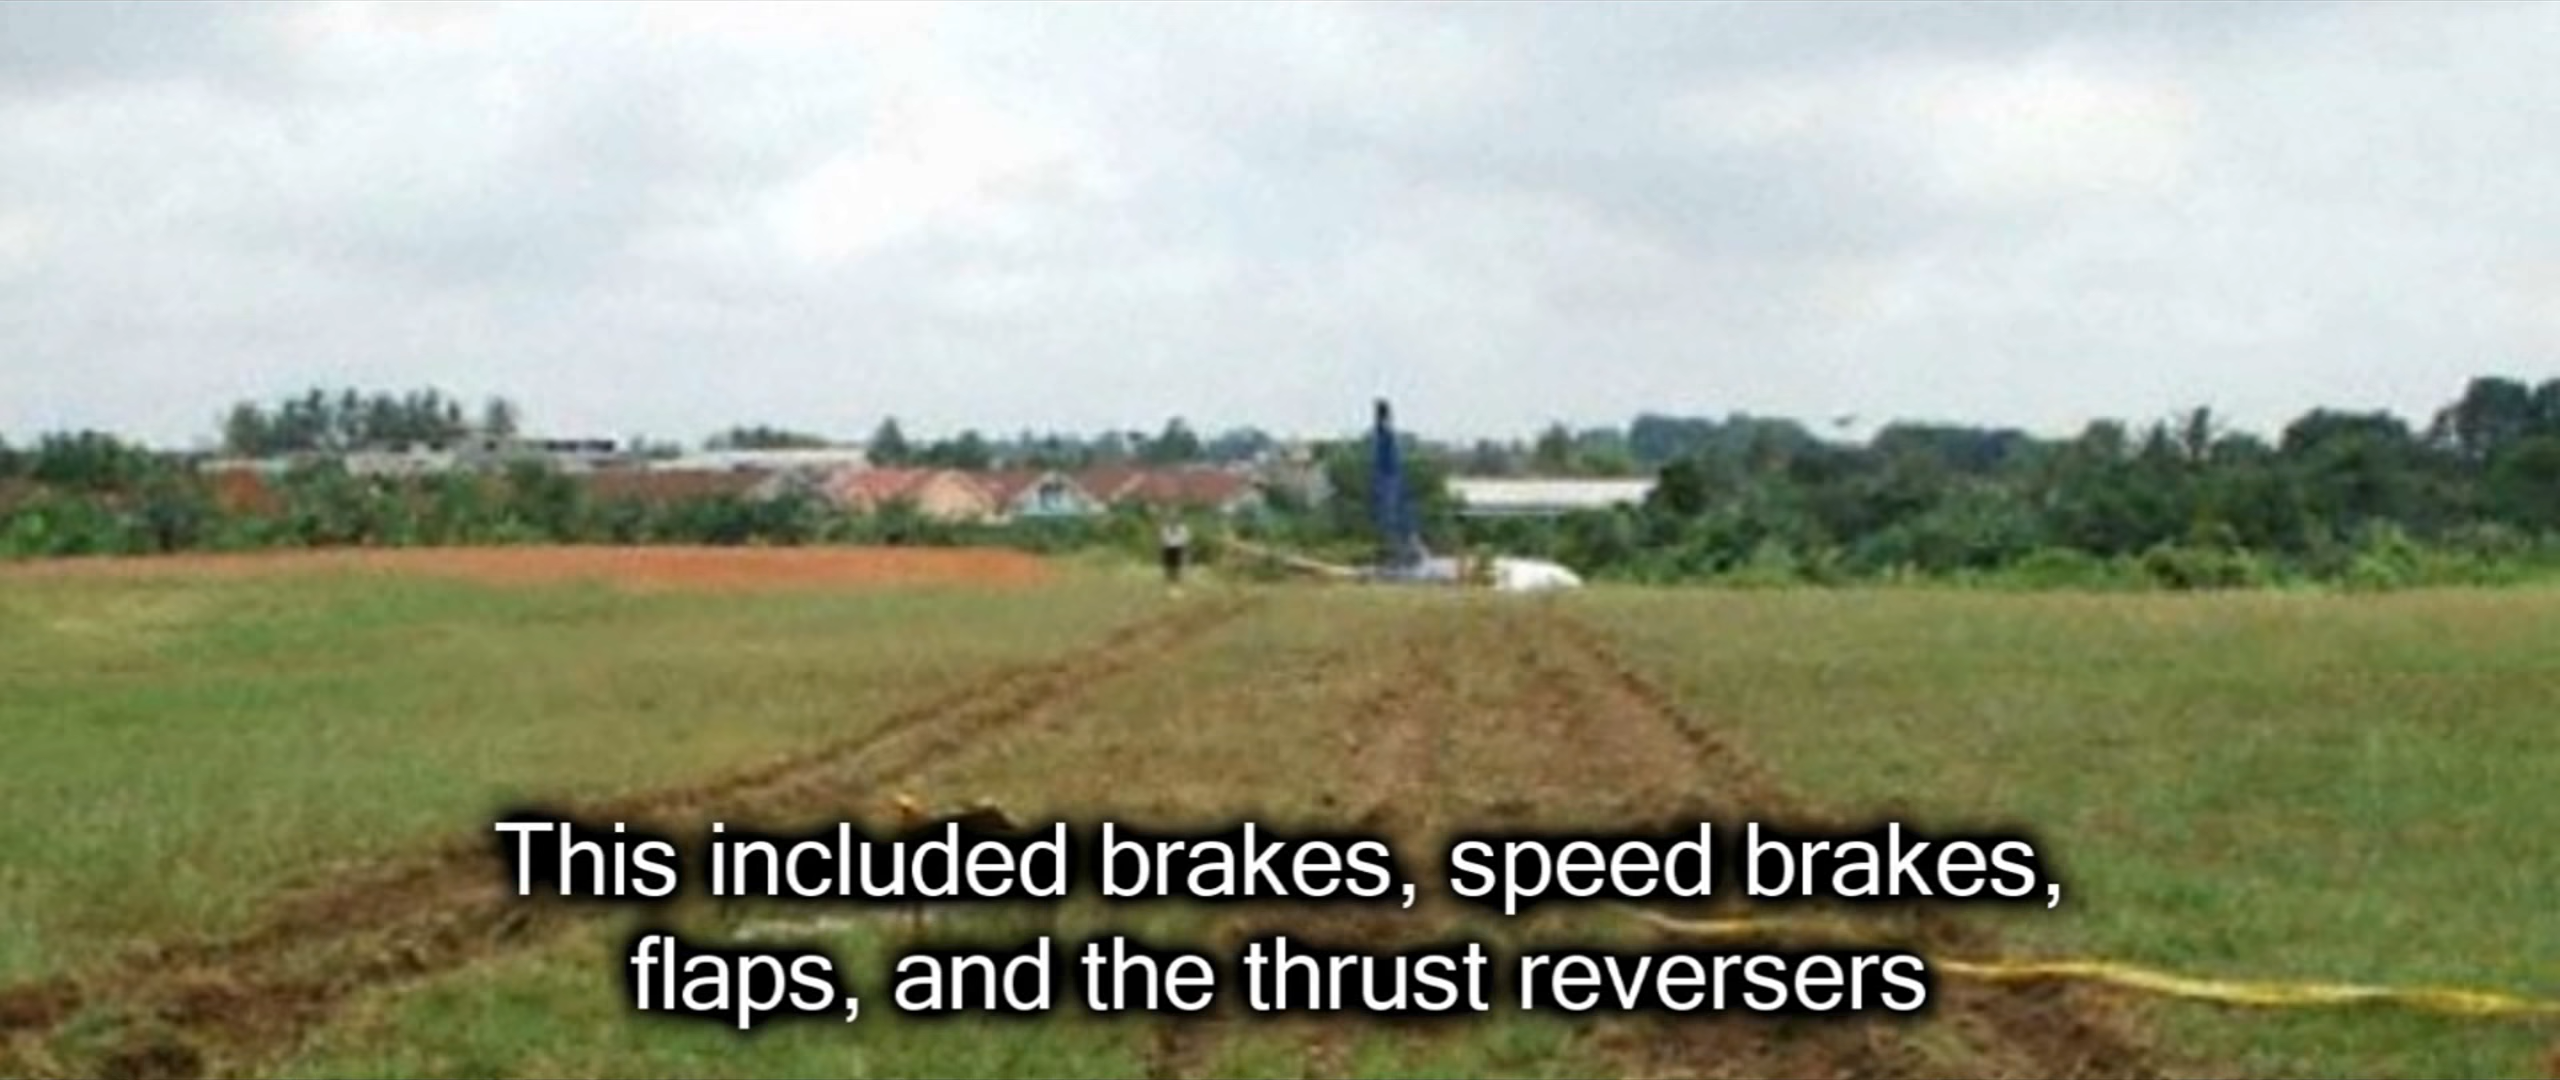 This included brakes, speed brakes,
flaps, and the thrust reversers